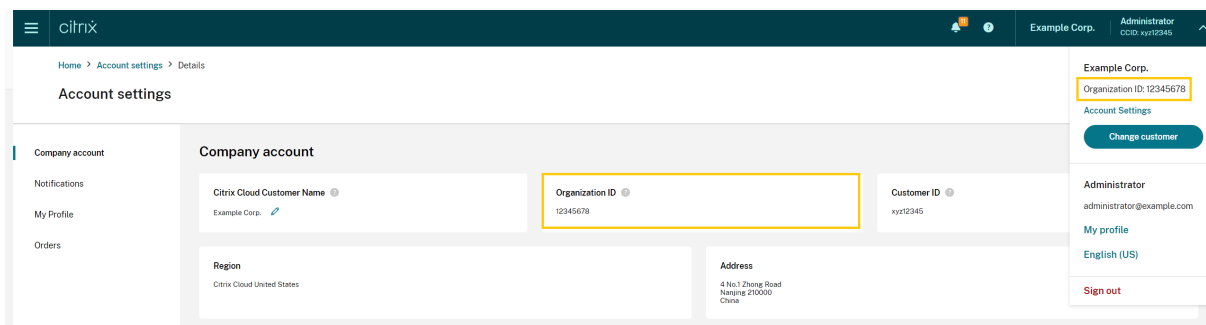 citrix
11
?
Example Corp.
Administrator
CCID: xyz12345
Home > Account settings > Details
Account settings
Example Corp.
Organization ID: 12345678
Account Settings
Change customer
Administrator
administrator@example.com
My profile
English (US)
Sign out
Company account
Notifications
My Profile
Orders
Company account
Citrix Cloud Customer Name ?
Example Corp.
Organization ID ?
12345678
Customer ID ?
xyz12345
Region
Citrix Cloud United States
Address
4 No.1 Zhong Road
Nanjing 210000
China